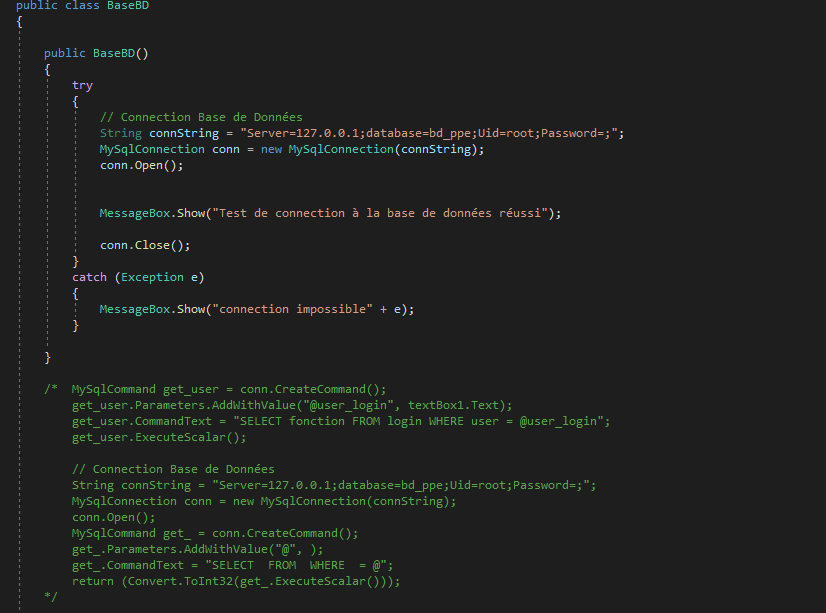 public class BaseBD
{
public BaseBD()
{
try
{
// Connection Base de Données
String connString = "Server=127.0.0.1;database=bd_ppe;Uid=root;Password=;";
MySqlConnection conn = new MySqlConnection(connString);
conn.Open();
MessageBox.Show("Test de connection à la base de données réussi");
conn.Close();
}
catch (Exception e)
{
MessageBox.Show("connection impossible" + e);
}
}
/*  MySqlCommand get_user = conn.CreateCommand();
get_user.Parameters.AddWithValue("@user_login", textBox1.Text);
get_user.CommandText = "SELECT fonction FROM login WHERE user = @user_login";
get_user.ExecuteScalar();
// Connection Base de Données
String connString = "Server=127.0.0.1;database=bd_ppe;Uid=root;Password=;";
MySqlConnection conn = new MySqlConnection(connString);
conn.Open();
MySqlCommand get_ = conn.CreateCommand();
get_.Parameters.AddWithValue("@", );
get_.CommandText = "SELECT  FROM  WHERE  = @";
return (Convert.ToInt32(get_.ExecuteScalar()));
*/